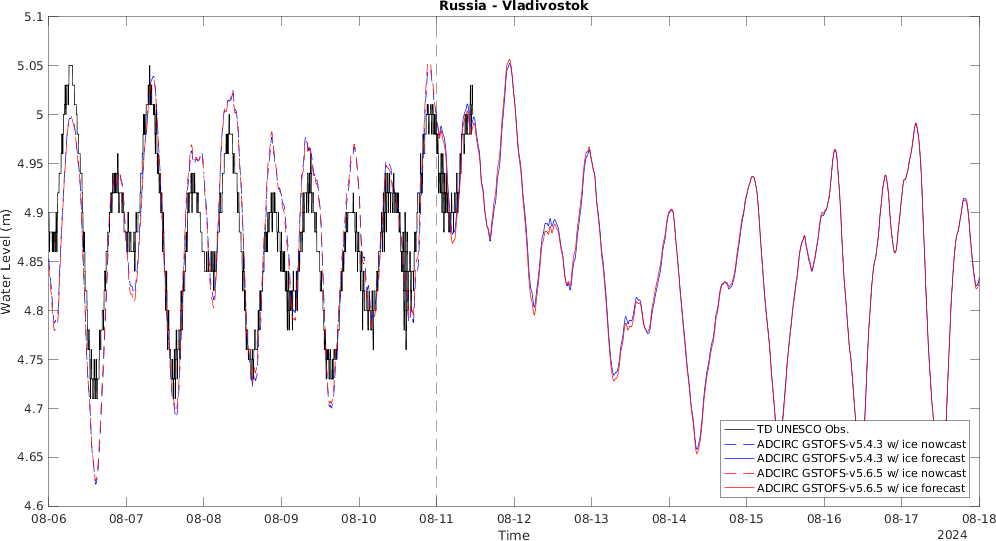 Russia - Vladivostok
5.1
5.05
5
4.95
4.9
4.85
4.8
4.75
4.7
4.65
4.6
Water Level (m)
TD UNESCO Obs.
ADCIRC GSTOFS-v5.4.3 w/ ice nowcast
ADCIRC GSTOFS-v5.4.3 w/ ice forecast
ADCIRC GSTOFS-v5.6.5 w/ ice nowcast
ADCIRC GSTOFS-v5.6.5 w/ ice forecast
08-06 08-07 08-08 08-09 08-10 08-11 08-12 08-13 08-14 08-15 08-16 08-17 08-18
Time
2024